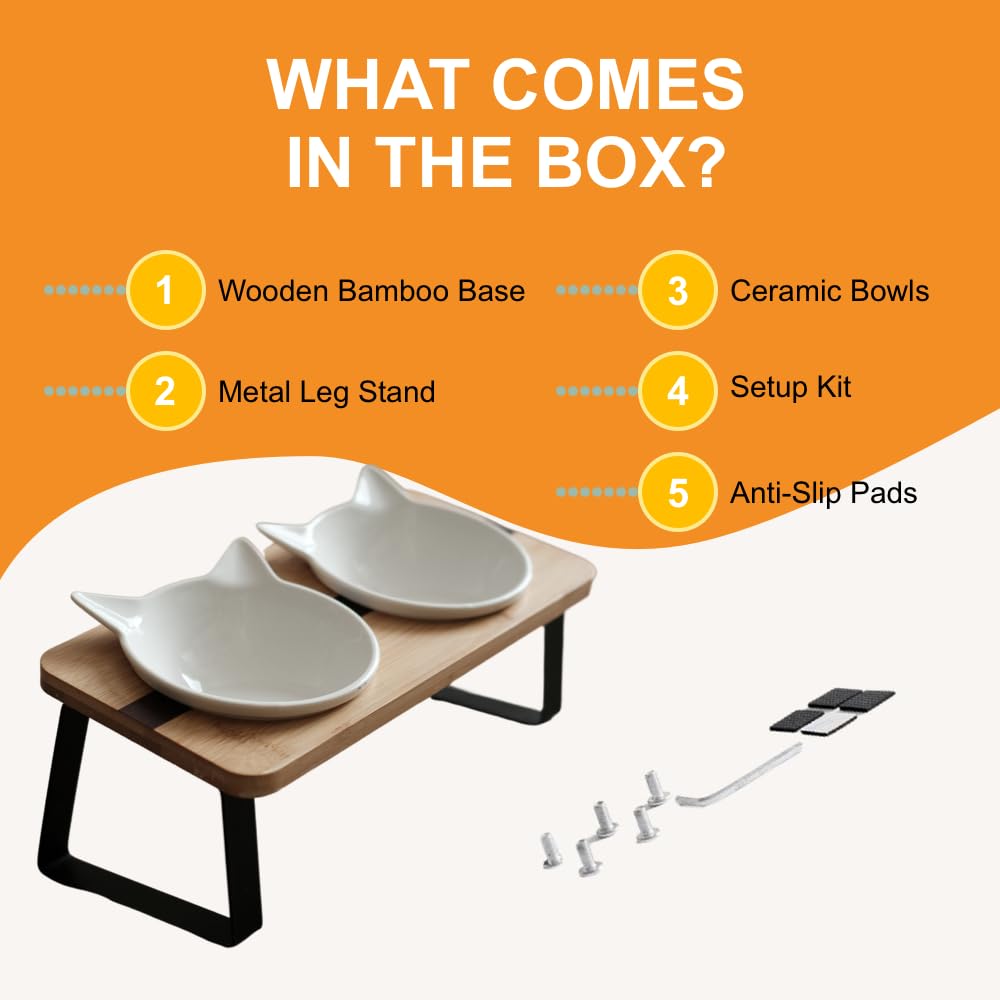 WHAT COMES
IN THE BOX?
1 Wooden Bamboo Base
2 Metal Leg Stand
3 Ceramic Bowls
4 Setup Kit
5 Anti-Slip Pads